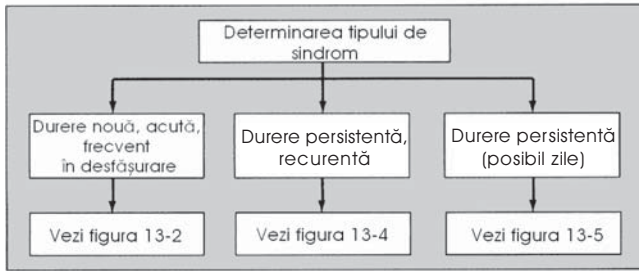 Determinarea tipului de
sindrom
Durere nouă, acută,
frecvent
în desfășurare
Durere persistentă,
recurentă
Durere persistentă
(posibil zile)
Vezi figura 13-2
Vezi figura 13-4
Vezi figura 13-5